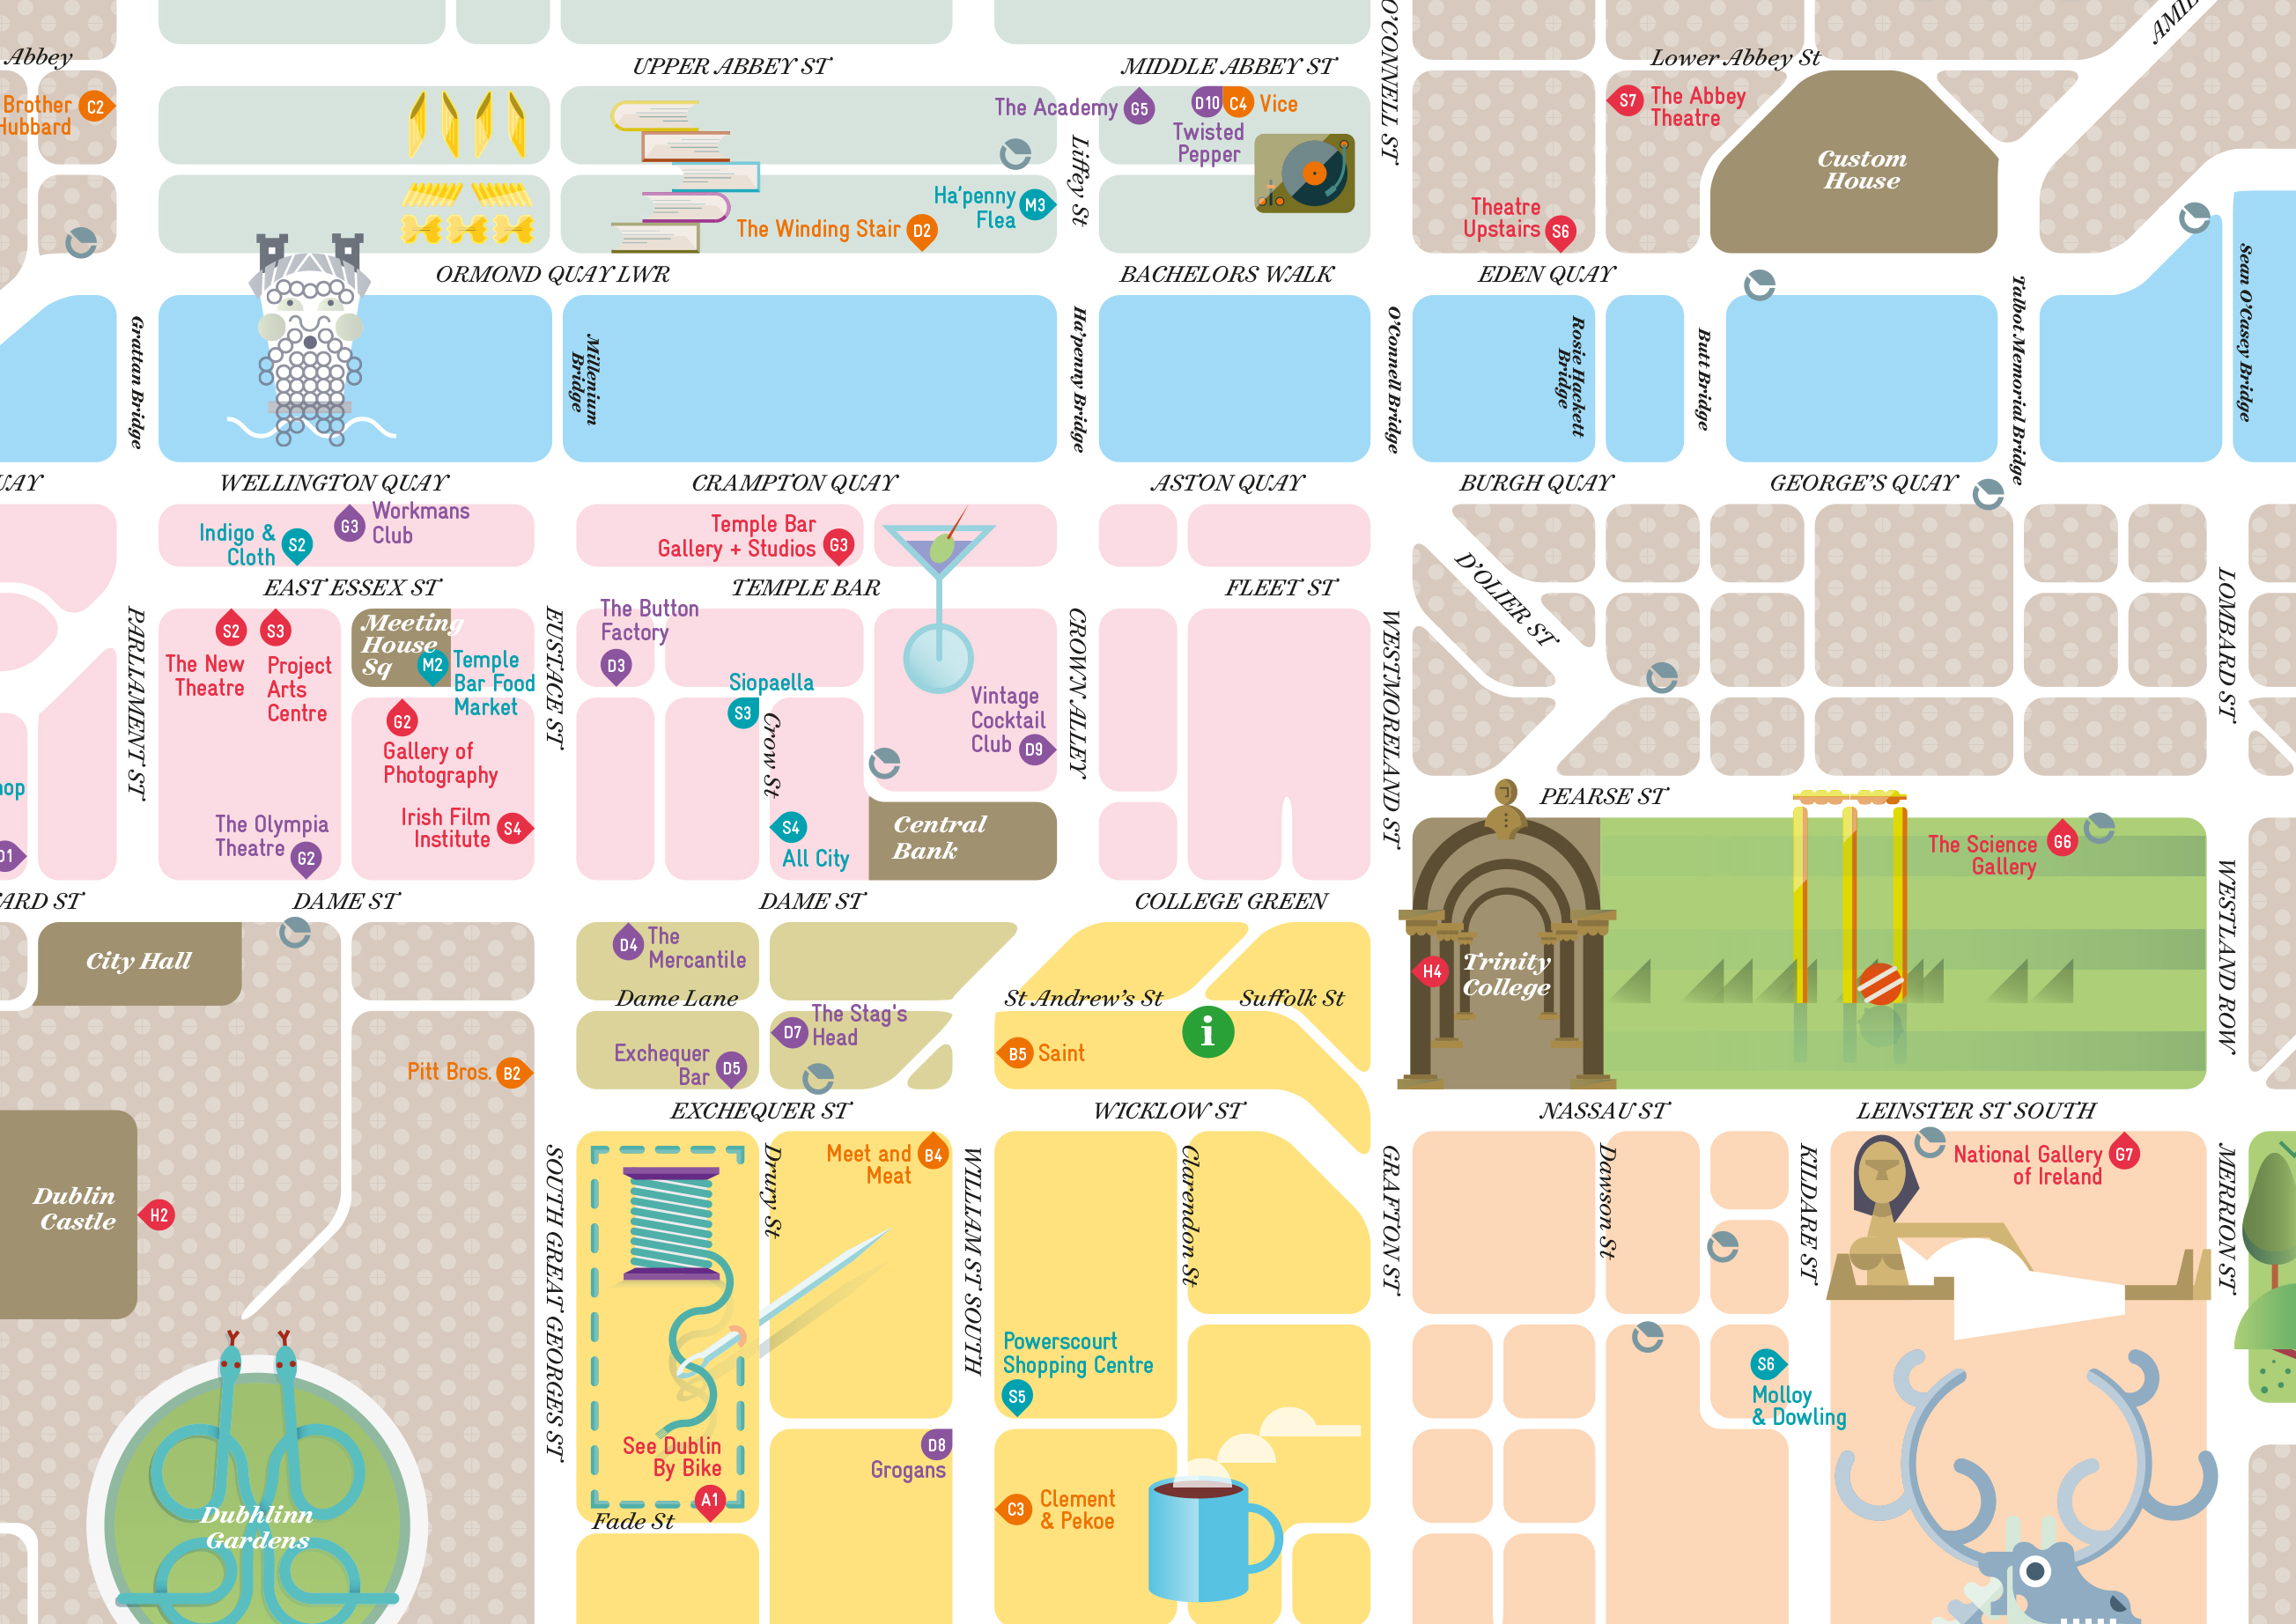 Abbey
UPPER ABBEY ST
MIDDLE ABBEY ST
O'CONNELL ST
Lower Abbey St
Brother
Hubbard
C2
The Academy
G5
D10
C4
Vice
Twisted
Pepper
S7
The Abbey
Theatre
Custom
House
Liffey St
Ha'penny
Flea
M3
The Winding Stair
D2
Theatre
Upstairs
S6
ORMOND QUAY LWR
BACHELORS WALK
EDEN QUAY
Grattan Bridge
Millenium
Bridge
Ha'penny Bridge
O'Connell Bridge
Rosie Hackett
Bridge
Butt Bridge
Talbot Memorial Bridge
Sean O'Casey Bridge
WELLINGTON QUAY
CRAMPTON QUAY
ASTON QUAY
BURGH QUAY
GEORGE'S QUAY
Indigo &
Cloth
S2
G3
Workmans
Club
Temple Bar
Gallery + Studios
G3
EAST ESSEX ST
TEMPLE BAR
FLEET ST
D'OLIER ST
LOMBARD ST
PARLIAMENT ST
EUSTACE ST
CROWN ALLEY
WESTMORELAND ST
S2
The New
Theatre
S3
Project
Arts
Centre
Meeting
House
Sq
M2
Temple
Bar Food
Market
The Button
Factory
D3
Siopaella
S3
Crow St
Vintage
Cocktail
Club
D9
G2
Gallery of
Photography
The Olympia
Theatre
G2
Irish Film
Institute
S4
S4
All City
Central
Bank
PEARSE ST
The Science
Gallery
G6
WESTLAND ROW
DAME ST
DAME ST
COLLEGE GREEN
City Hall
D4
The
Mercantile
H4
Trinity
College
Dame Lane
St Andrew's St
Suffolk St
D7
The Stag's
Head
Exchequer
Bar
D5
B5
Saint
i
Pitt Bros.
B2
EXCHEQUER ST
WICKLOW ST
NASSAU ST
LEINSTER ST SOUTH
SOUTH GREAT GEORGES ST
Drury St
WILLIAM ST SOUTH
Clarendon St
GRAFTON ST
Dawson St
KILDARE ST
MERRION ST
Meet and
Meat
B4
National Gallery
of Ireland
G7
Dublin
Castle
H2
Powerscourt
Shopping Centre
S5
S6
Molloy
& Dowling
See Dublin
By Bike
A1
D8
Grogans
C3
Clement
& Pekoe
Fade St
Dubhlinn
Gardens